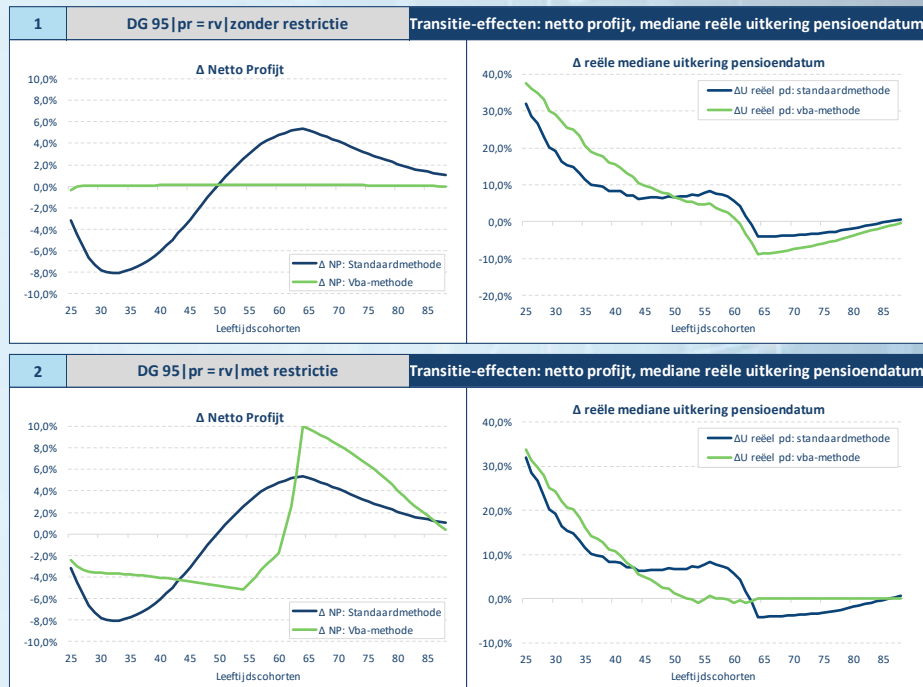 1
DG 95|pr = rv|zonder restrictie
Transitie-effecten: netto profijt, mediane reële uitkering pensioendatum
Δ Netto Profijt
10,0%
8,0%
6,0%
4,0%
2,0%
0,0%
-2,0%
-4,0%
-6,0%
-8,0%
-10,0%
25 30 35 40 45 50 55 60 65 70 75 80 85
Leeftijdscohorten
Δ NP: Standaardmethode
Δ NP: Vba-methode
Δ reële mediane uitkering pensioendatum
40,0%
30,0%
20,0%
10,0%
0,0%
-10,0%
-20,0%
25 30 35 40 45 50 55 60 65 70 75 80 85
Leeftijdscohorten
ΔU reëel pd: standaardmethode
ΔU reëel pd: vba-methode
2
DG 95|pr = rv|met restrictie
Transitie-effecten: netto profijt, mediane reële uitkering pensioendatum
Δ Netto Profijt
10,0%
8,0%
6,0%
4,0%
2,0%
0,0%
-2,0%
-4,0%
-6,0%
-8,0%
-10,0%
25 30 35 40 45 50 55 60 65 70 75 80 85
Leeftijdscohorten
Δ NP: Standaardmethode
Δ NP: Vba-methode
Δ reële mediane uitkering pensioendatum
40,0%
30,0%
20,0%
10,0%
0,0%
-10,0%
25 30 35 40 45 50 55 60 65 70 75 80 85
Leeftijdscohorten
ΔU reëel pd: standaardmethode
ΔU reëel pd: vba-methode